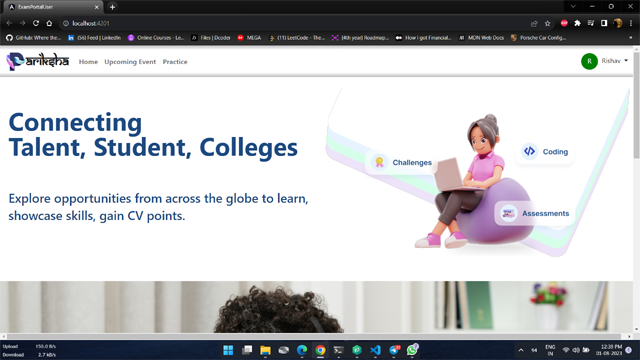 ExamPortalUser
localhost:4201
GitHub: Where the...
(56) Feed | LinkedIn
Online Courses - Le...
Files | Dcoder
MEGA
(11) LeetCode - The...
(4th year) Roadmap...
How I got Financial...
MDN Web Docs
Porsche Car Config...
Pariksha
Home
Upcoming Event
Practice
R
Rishav
Connecting
Talent, Student, Colleges
Explore opportunities from across the globe to learn,
showcase skills, gain CV points.
Challenges
Coding
Assessments
Upload 150.0 B/s
Download 2.7 kB/s
ENG
IN
12:38 PM
01-08-2023